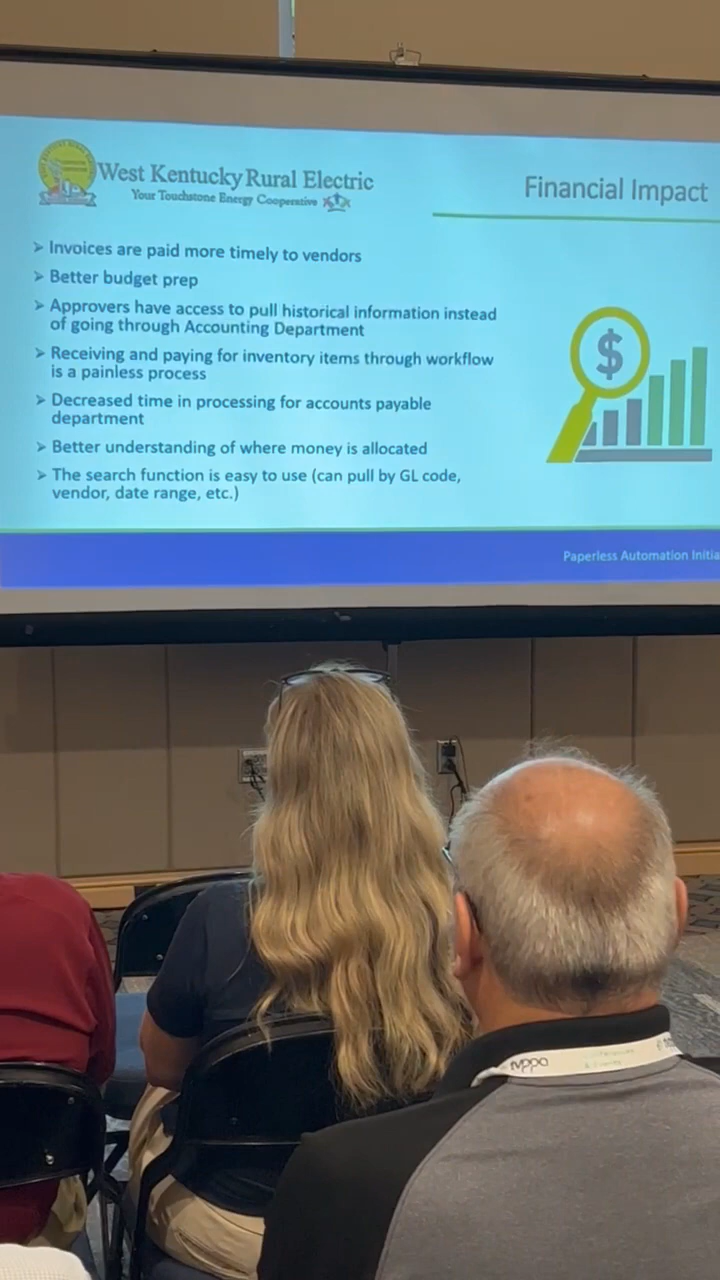 West Kentucky Rural Electric
Your Touchstone Energy Cooperative
Financial Impact
➤ Invoices are paid more timely to vendors
➤ Better budget prep
➤ Approvers have access to pull historical information instead
of going through Accounting Department
➤ Receiving and paying for inventory items through workflow
is a painless process
➤ Decreased time in processing for accounts payable
department
➤ Better understanding of where money is allocated
➤ The search function is easy to use (can pull by GL code,
vendor, date range, etc.)
$
Paperless Automation Initia
tvppa